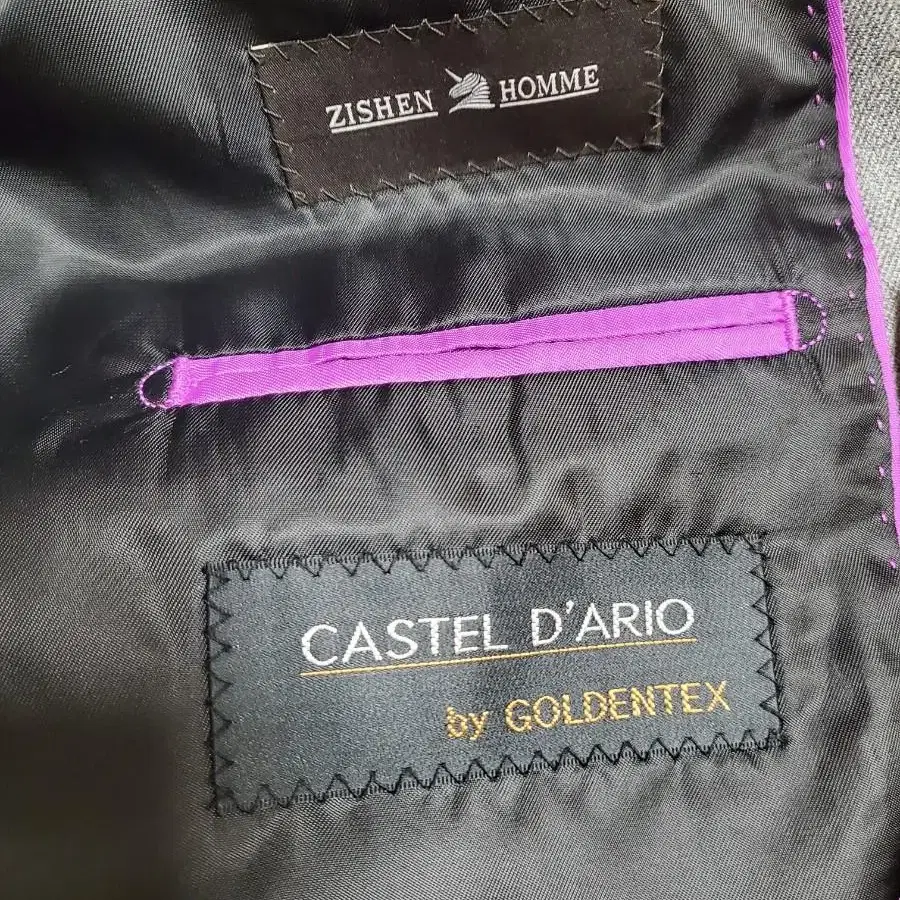 ZISHEN HOMME
CASTEL D'ARIO
by GOLDENTEX